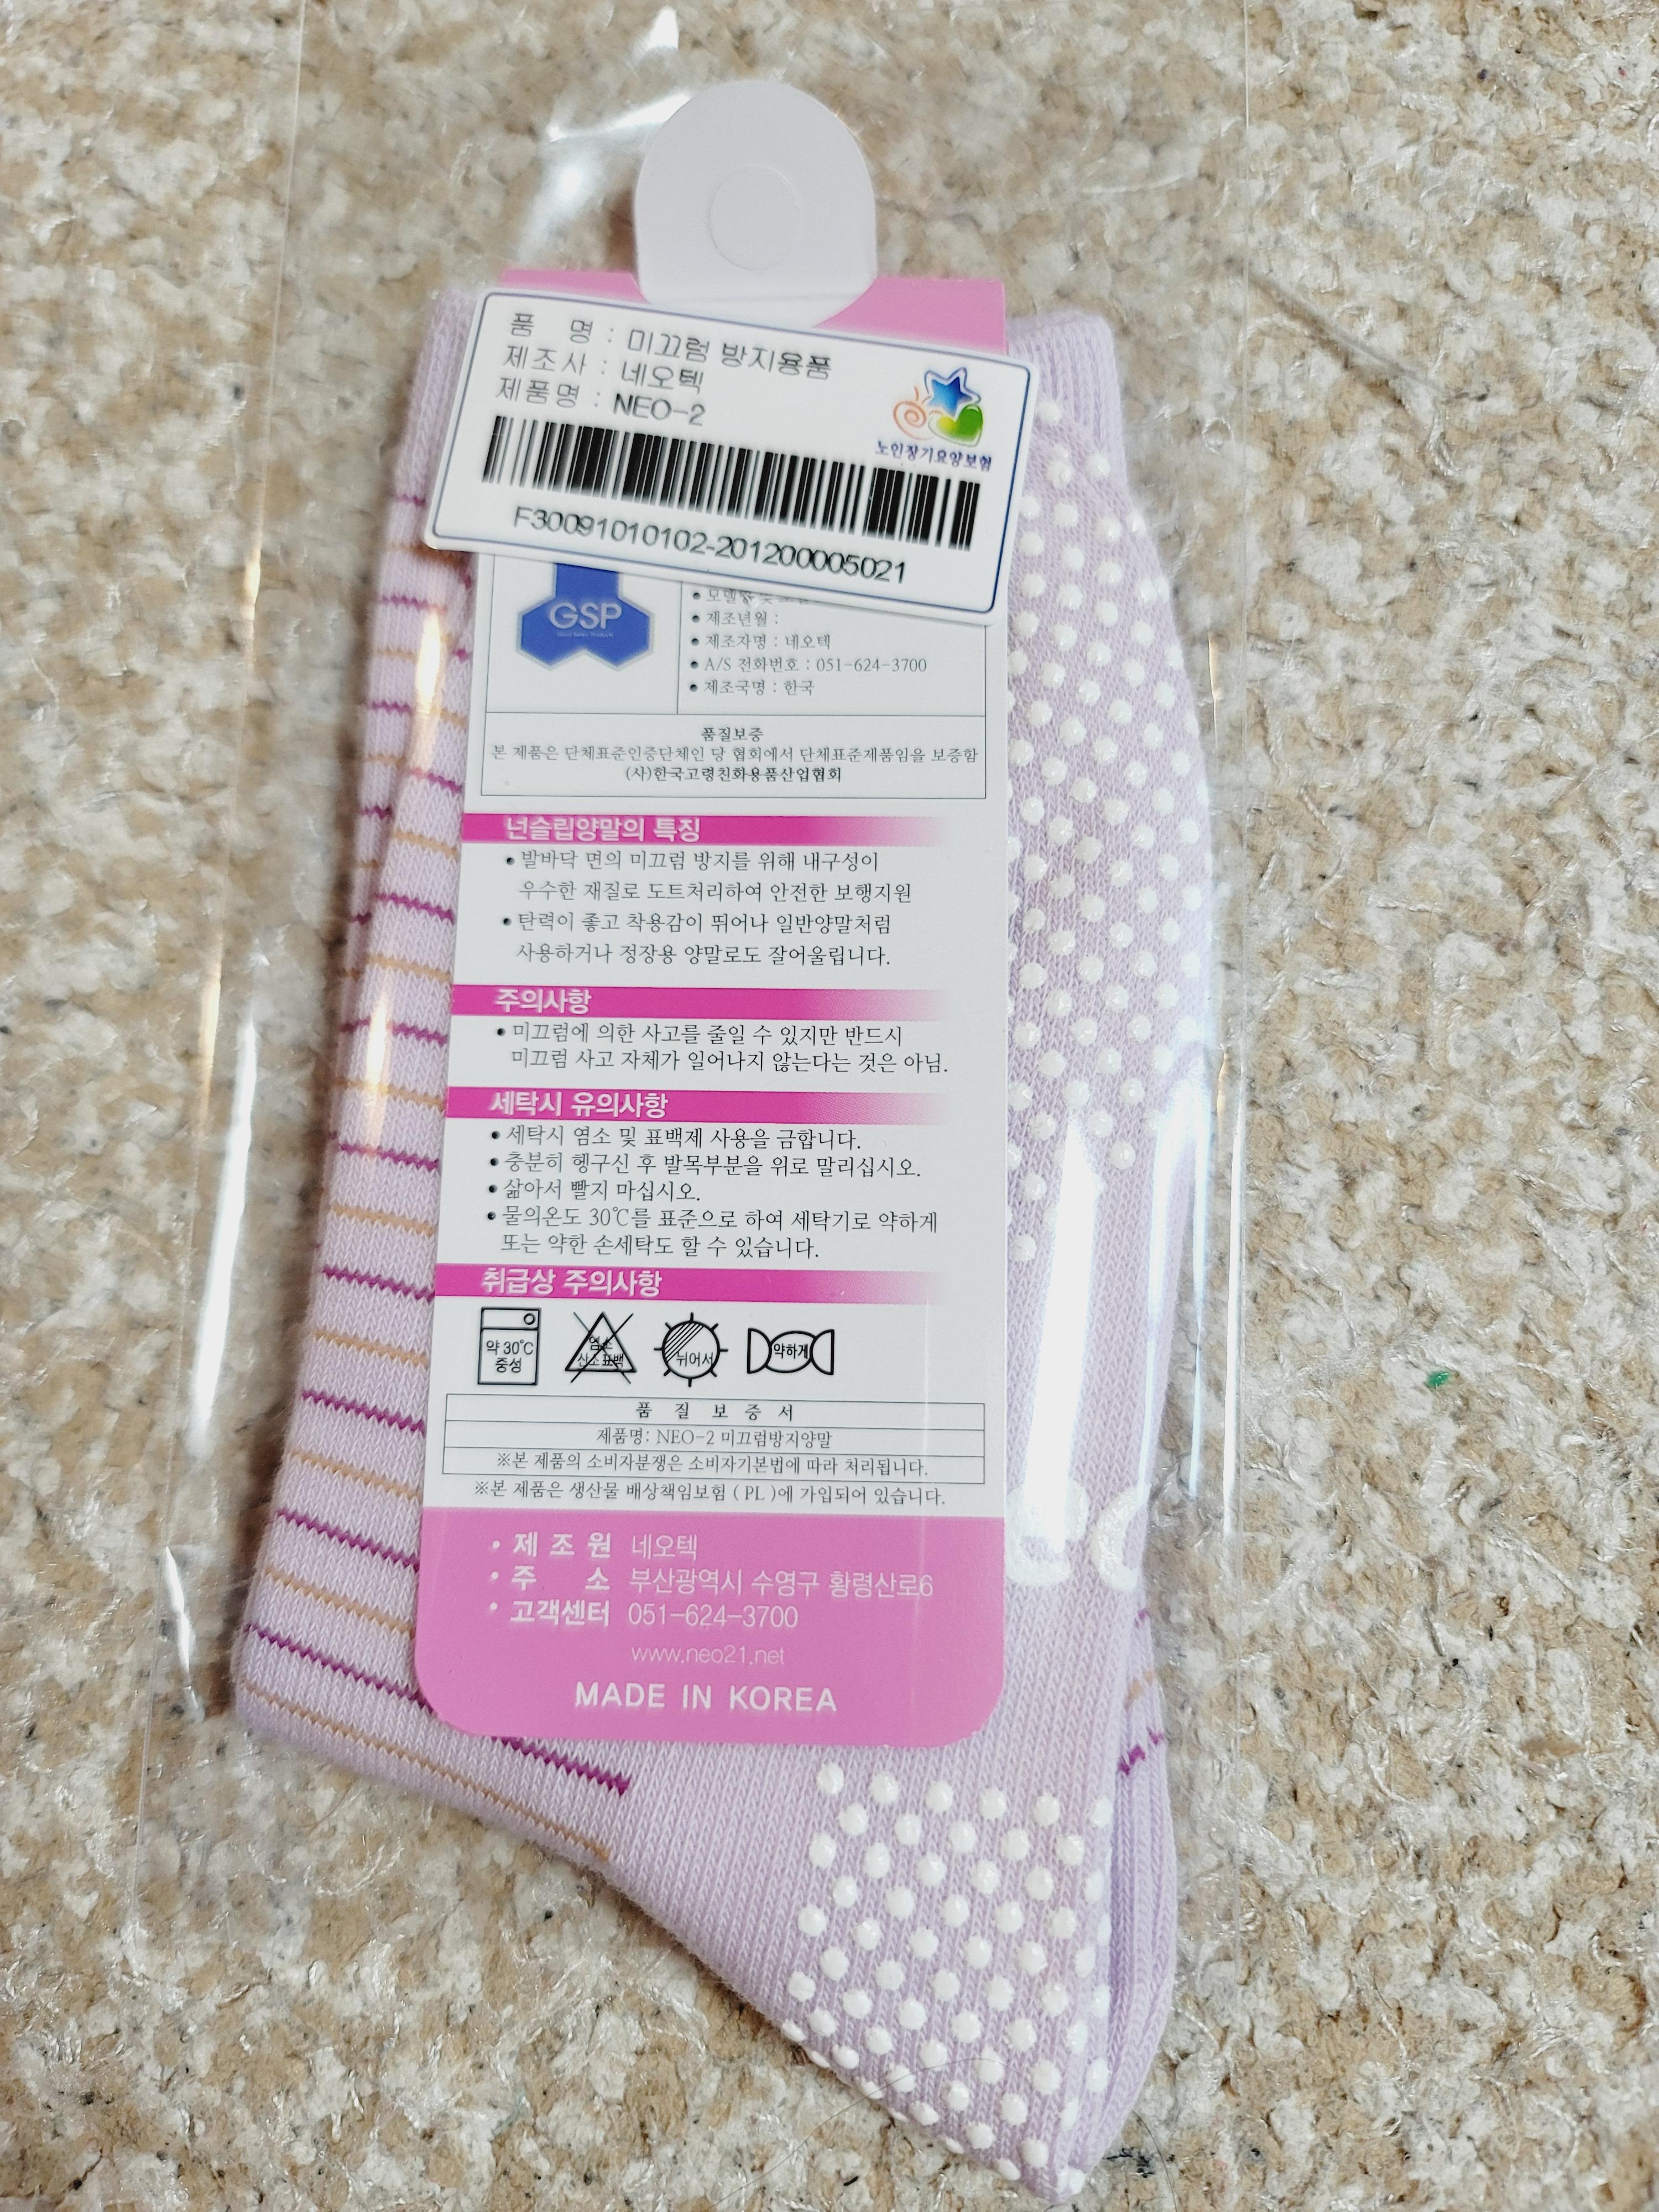 품 명 : 미끄럼 방지용품
제조사 : 네오텍
제품명 : NEO-2
노인장기요양보험
F30091010102-201200005021
GSP
• 제조년월 :
• 제조자명 : 네오텍
• A/S 전화번호 : 051-624-3700
• 제조국명 : 한국
품질보증
본 제품은 단체표준인증단체인 당 협회에서 단체표준제품임을 보증함
(사)한국고령친화용품산업협회
넌슬립양말의 특징
• 발바닥 면의 미끄럼 방지를 위해 내구성이
우수한 재질로 도트처리하여 안전한 보행지원
• 탄력이 좋고 착용감이 뛰어나 일반양말처럼
사용하거나 정장용 양말로도 잘어울립니다.
주의사항
• 미끄럼에 의한 사고를 줄일 수 있지만 반드시
미끄럼 사고 자체가 일어나지 않는다는 것은 아님.
세탁시 유의사항
• 세탁시 염소 및 표백제 사용을 금합니다.
• 충분히 헹구신 후 발목부분을 위로 말리십시오.
• 삶아서 빨지 마십시오.
• 물의온도 30℃를 표준으로 하여 세탁기로 약하게
또는 약한 손세탁도 할 수 있습니다.
취급상 주의사항
약 30℃
중성
염소
산소표백
뉘어서
약하게
품 질 보 증 서
제품명: NEO-2 미끄럼방지양말
※본 제품의 소비자분쟁은 소비자기본법에 따라 처리됩니다.
※본 제품은 생산물 배상책임보험 ( PL )에 가입되어 있습니다.
• 제 조 원 네오텍
• 주 소 부산광역시 수영구 황령산로6
• 고객센터 051-624-3700
www.neo21.net
MADE IN KOREA